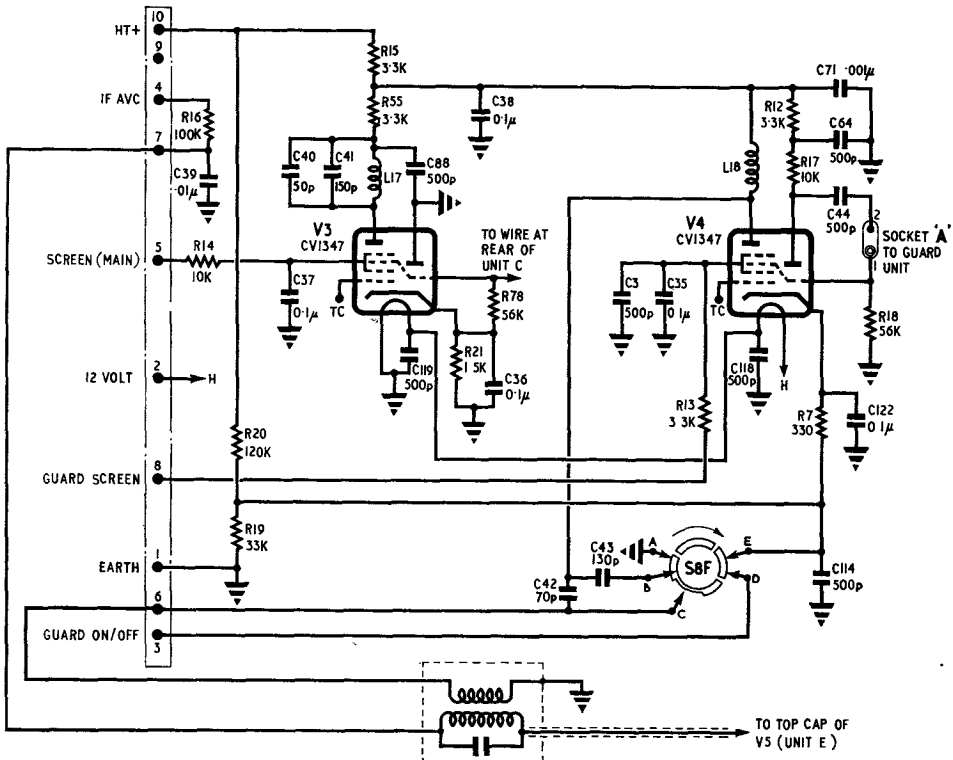 10
HT+
9
4
IF AVC
R16
100K
7
C39
.01µ
5
SCREEN (MAIN)
R14
10K
2
12 VOLT
H
8
GUARD SCREEN
1
EARTH
6
GUARD ON/OFF
3
R20
120K
R19
33K
R15
3·3K
R55
3·3K
C40
50p
C41
150p
L17
C88
500p
C38
0·1µ
V3
CV1347
C37
0·1µ
TC
TO WIRE AT
REAR OF
UNIT C
R78
56K
C119
500p
R21
1 5K
C36
0·1µ
C71 ·001µ
R12
3·3K
C64
500p
L18
R17
10K
C44
500p
2
SOCKET 'A'
TO GUARD
UNIT
1
V4
CV1347
C3
500p
C35
0 1µ
TC
R18
56K
C118
500p
H
R13
3 3K
R7
330
C122
0 1µ
C43
130p
A
B
C
D
E
S8F
C42
70p
C114
500p
TO TOP CAP OF
V5 (UNIT E)